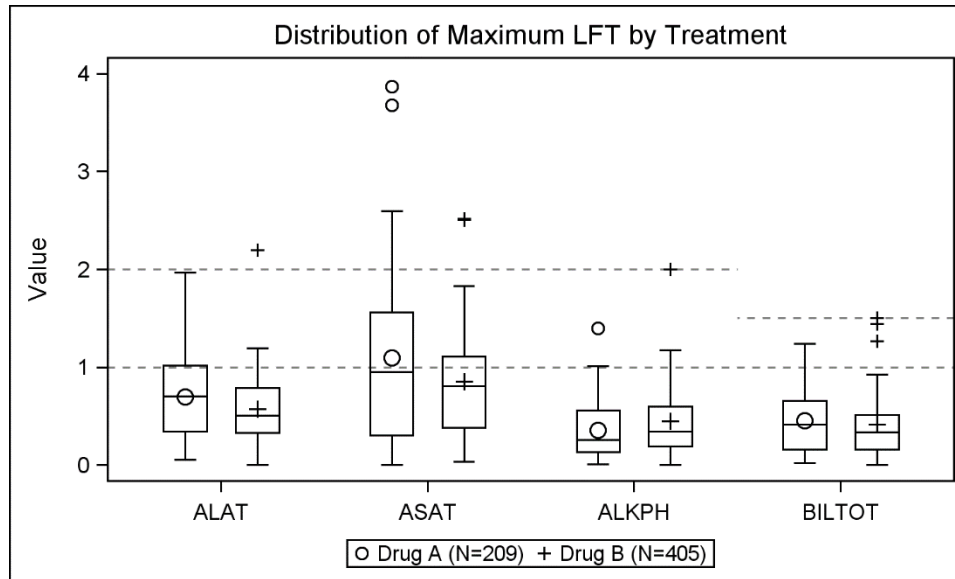 Distribution of Maximum LFT by Treatment
4
3
2
1
0
Value
ALAT ASAT ALKPH BILTOT
Drug A (N=209) Drug B (N=405)